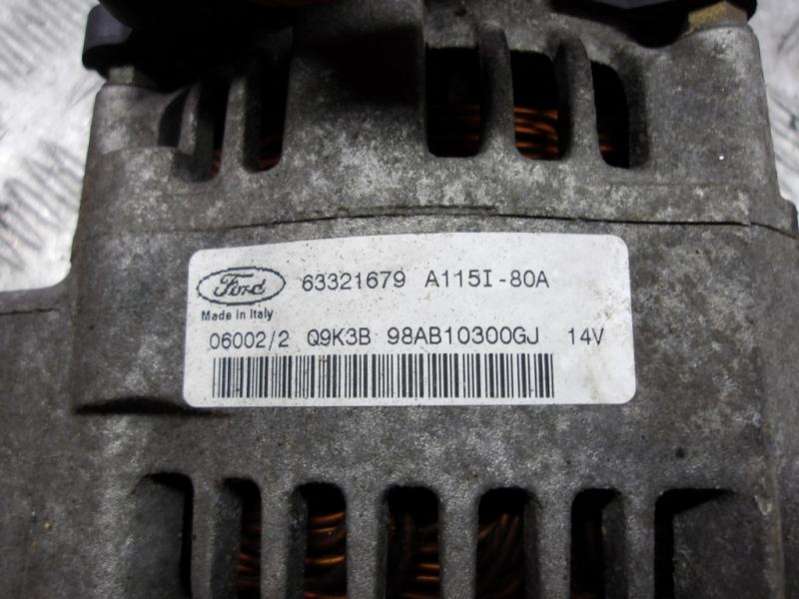 Ford 63321679 A115I-80A
Made in Italy
06002/2 Q9K3B 98AB10300GJ 14V